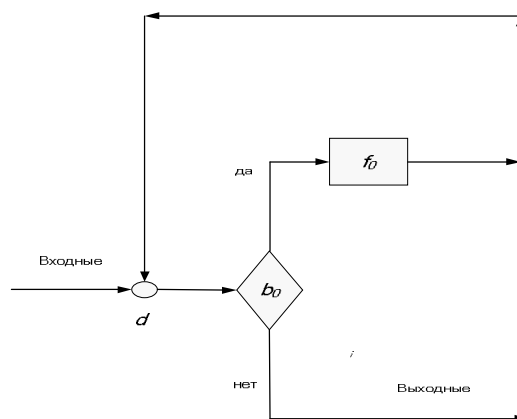 f₀
да
Входные
d
b₀
i
нет
Выходные